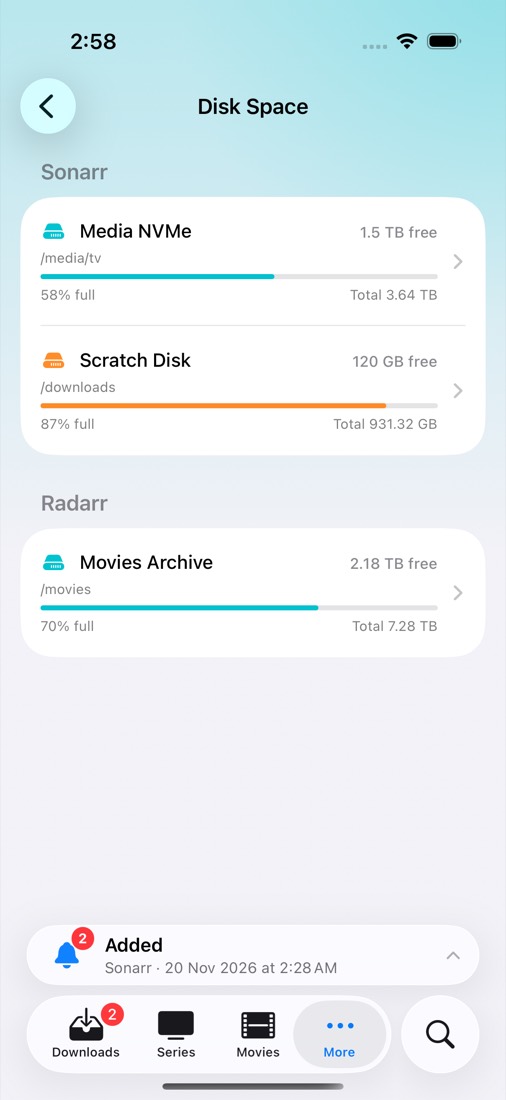 2:58
Disk Space
Sonarr
Media NVMe
1.5 TB free
/media/tv
58% full
Total 3.64 TB
Scratch Disk
120 GB free
/downloads
87% full
Total 931.32 GB
Radarr
Movies Archive
2.18 TB free
/movies
70% full
Total 7.28 TB
2
Added
Sonarr · 20 Nov 2026 at 2:28 AM
2
Downloads
Series
Movies
More